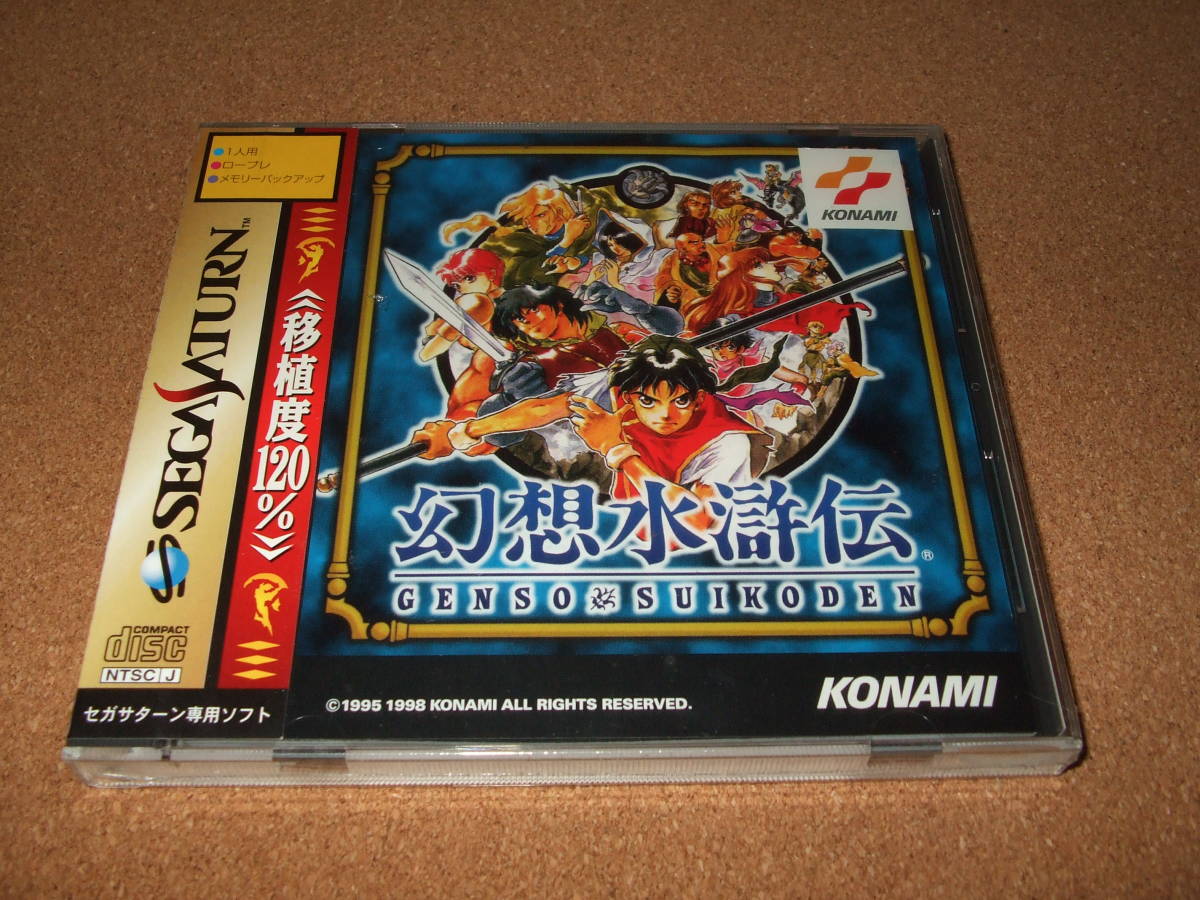 ●1人用
●ロープレ
●メモリーバックアップ
SEGA SATURN™
《移植度120%》
COMPACT
disc
NTSC J
セガサターン専用ソフト
KONAMI
幻想水滸伝®
GENSO SUIKODEN
©1995 1998 KONAMI ALL RIGHTS RESERVED.
KONAMI